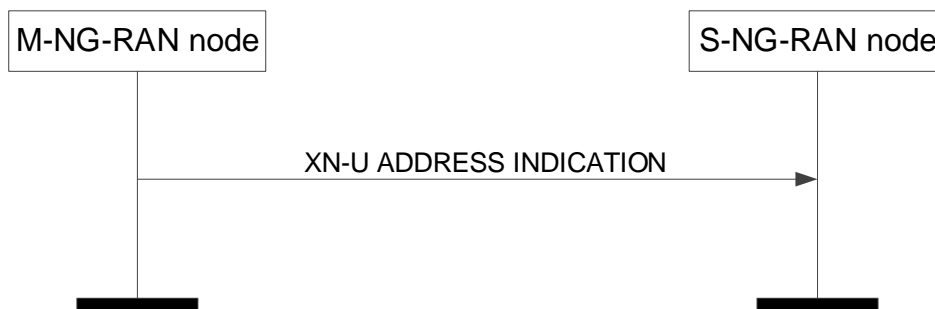 M-NG-RAN node
S-NG-RAN node
XN-U ADDRESS INDICATION